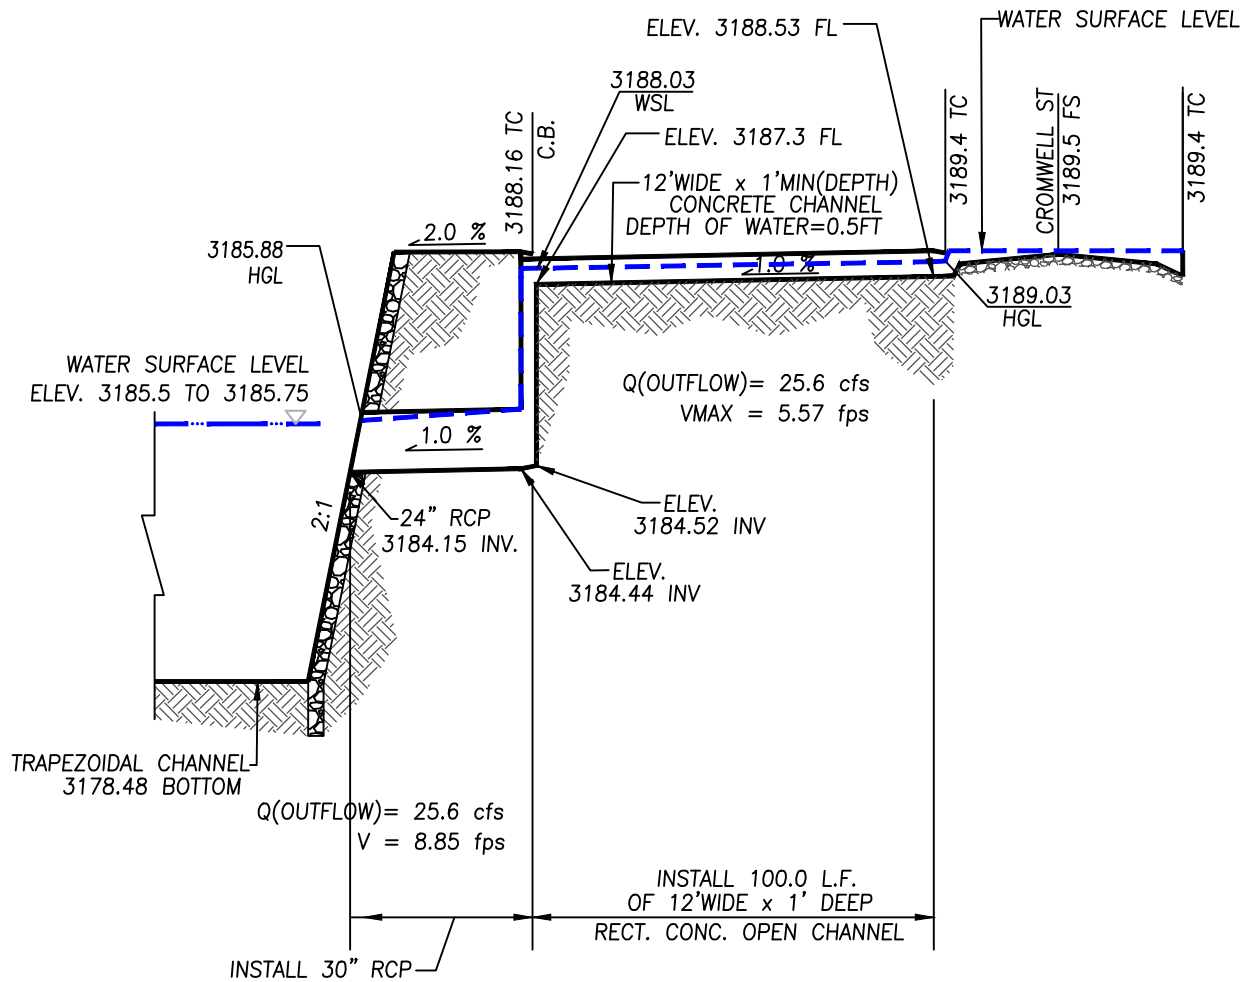 WATER SURFACE LEVEL
ELEV. 3188.53 FL
3188.03
WSL
ELEV. 3187.3 FL
3188.16 TC
C.B.
3189.4 TC
CROMWELL ST
3189.5 FS
3189.4 TC
12'WIDE x 1'MIN(DEPTH)
CONCRETE CHANNEL
DEPTH OF WATER=0.5FT
2.0 %
3185.88
HGL
1.0 %
3189.03
HGL
WATER SURFACE LEVEL
ELEV. 3185.5 TO 3185.75
Q(OUTFLOW)= 25.6 cfs
VMAX = 5.57 fps
1.0 %
2:1
24" RCP
3184.15 INV.
ELEV.
3184.52 INV
ELEV.
3184.44 INV
TRAPEZOIDAL CHANNEL
3178.48 BOTTOM
Q(OUTFLOW)= 25.6 cfs
V = 8.85 fps
INSTALL 100.0 L.F.
OF 12'WIDE x 1' DEEP
RECT. CONC. OPEN CHANNEL
INSTALL 30" RCP